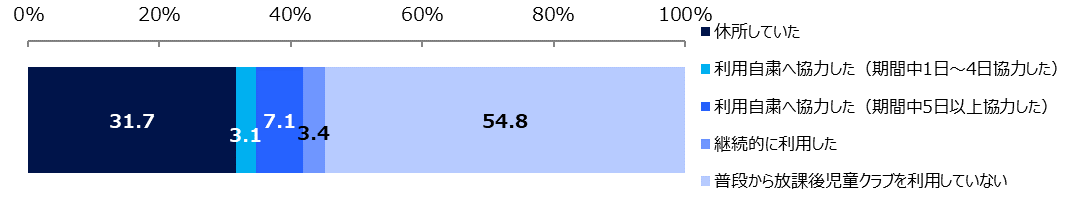 0% 20% 40% 60% 80% 100%
休所していた
利用自粛へ協力した（期間中1日～4日協力した）
利用自粛へ協力した（期間中5日以上協力した）
継続的に利用した
普段から放課後児童クラブを利用していない
31.7 3.1 7.1 3.4 54.8